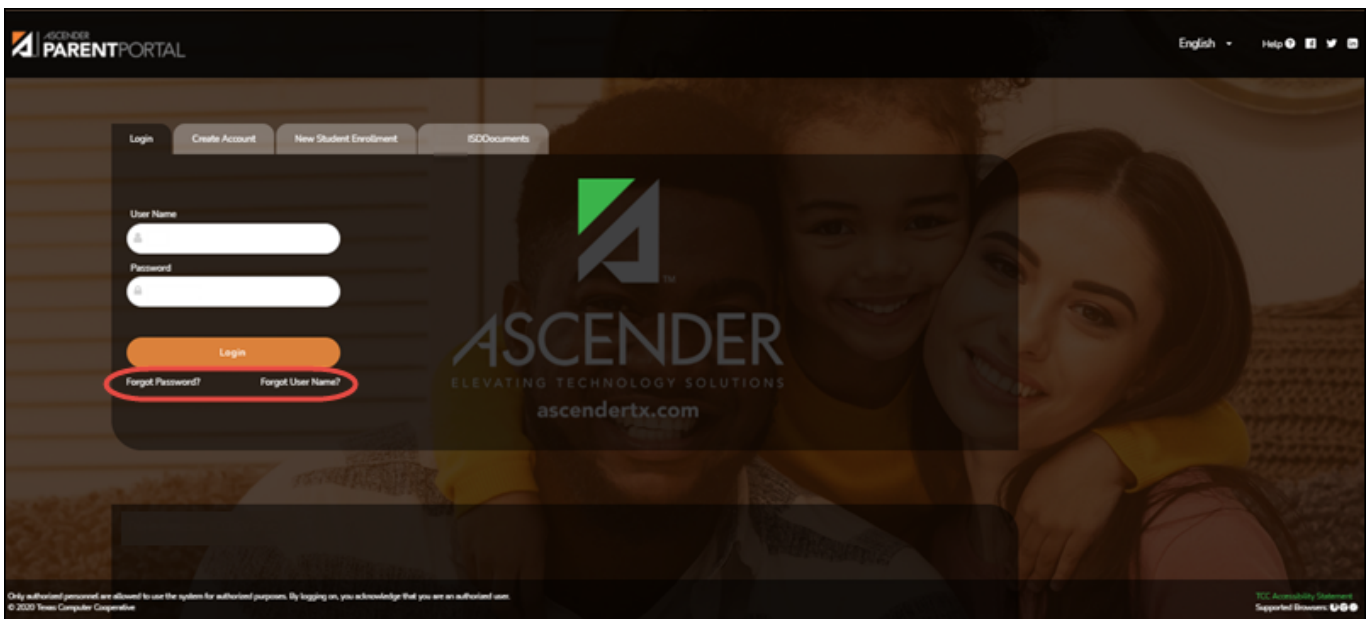 ASCENDER
PARENTPORTAL
English
Help
Login
Create Account
New Student Enrollment
ISDDocuments
User Name
Password
Login
Forgot Password?
Forgot User Name?
TM
ASCENDER
ELEVATING TECHNOLOGY SOLUTIONS
ascendertx.com
Only authorized personnel are allowed to use the system for authorized purposes. By logging on, you acknowledge that you are an authorized user.
© 2020 Texas Computer Cooperative
TCC Accessibility Statement
Supported Browsers: